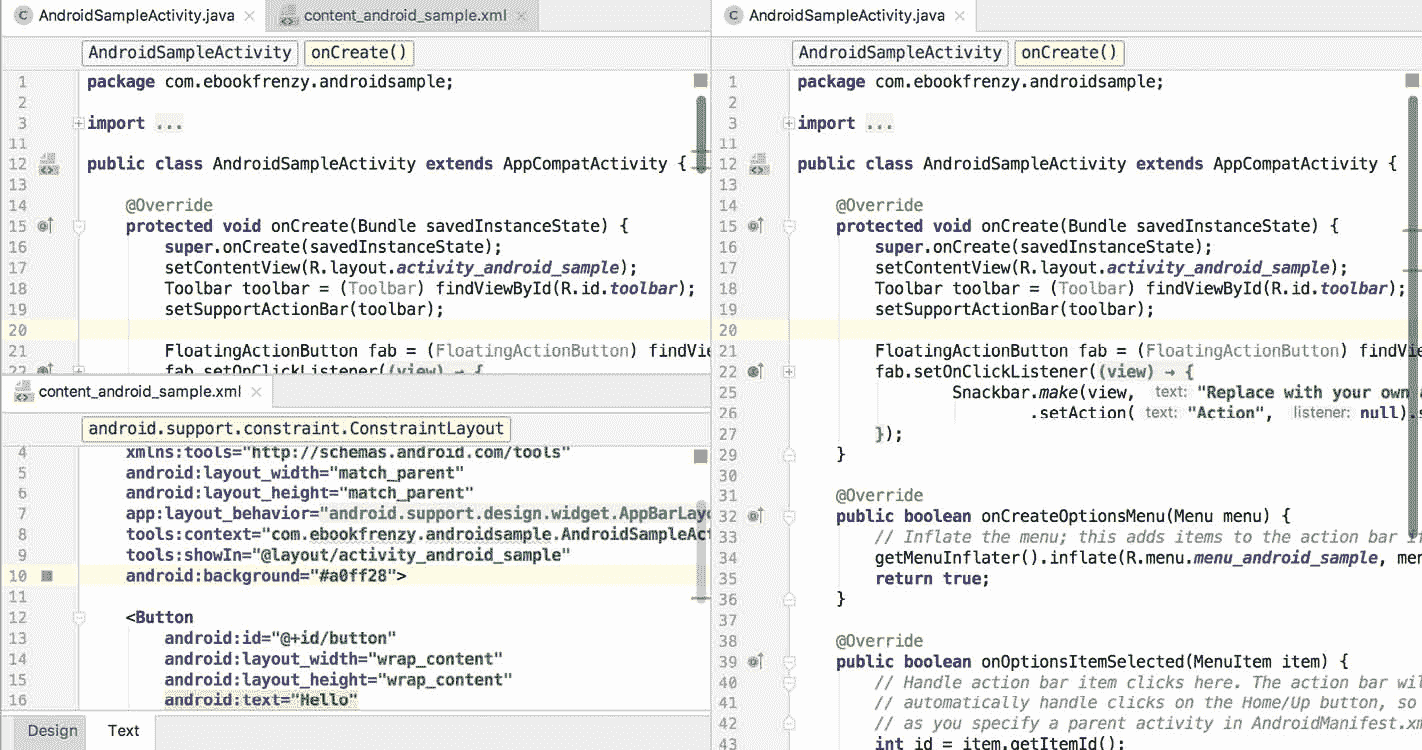 AndroidSampleActivity.java
content_android_sample.xml
AndroidSampleActivity onCreate()
1 package com.ebookfrenzy.androidsample;
2
3 import ...
11
12 public class AndroidSampleActivity extends AppCompatActivity {
13
14 @Override
15 protected void onCreate(Bundle savedInstanceState) {
16 super.onCreate(savedInstanceState);
17 setContentView(R.layout.activity_android_sample);
18 Toolbar toolbar = (Toolbar) findViewById(R.id.toolbar);
19 setSupportActionBar(toolbar);
20
21 FloatingActionButton fab = (FloatingActionButton) findVie
22 fab.setOnClickListener((view) → {
content_android_sample.xml
android.support.constraint.ConstraintLayout
4 xmlns:tools="http://schemas.android.com/tools"
5 android:layout_width="match_parent"
6 android:layout_height="match_parent"
7 app:layout_behavior="android.support.design.widget.AppBarLayo
8 tools:context="com.ebookfrenzy.androidsample.AndroidSampleAct
9 tools:showIn="@layout/activity_android_sample"
10 android:background="#a0ff28">
11
12 <Button
13 android:id="@+id/button"
14 android:layout_width="wrap_content"
15 android:layout_height="wrap_content"
16 android:text="Hello"
Design Text
AndroidSampleActivity.java
AndroidSampleActivity onCreate()
1 package com.ebookfrenzy.androidsample;
2
3 import ...
11
12 public class AndroidSampleActivity extends AppCompatActivity {
13
14 @Override
15 protected void onCreate(Bundle savedInstanceState) {
16 super.onCreate(savedInstanceState);
17 setContentView(R.layout.activity_android_sample);
18 Toolbar toolbar = (Toolbar) findViewById(R.id.toolbar);
19 setSupportActionBar(toolbar);
20
21 FloatingActionButton fab = (FloatingActionButton) findVie
22 fab.setOnClickListener((view) → {
25 Snackbar.make(view, text: "Replace with your own a
26 .setAction( text: "Action", listener: null).s
27 });
29 }
30
31 @Override
32 public boolean onCreateOptionsMenu(Menu menu) {
33 // Inflate the menu; this adds items to the action bar if
34 getMenuInflater().inflate(R.menu.menu_android_sample, men
35 return true;
36 }
37
38 @Override
39 public boolean onOptionsItemSelected(MenuItem item) {
40 // Handle action bar item clicks here. The action bar wil
41 // automatically handle clicks on the Home/Up button, so
42 // as you specify a parent activity in AndroidManifest.xm
43 int id = item.getItemId();